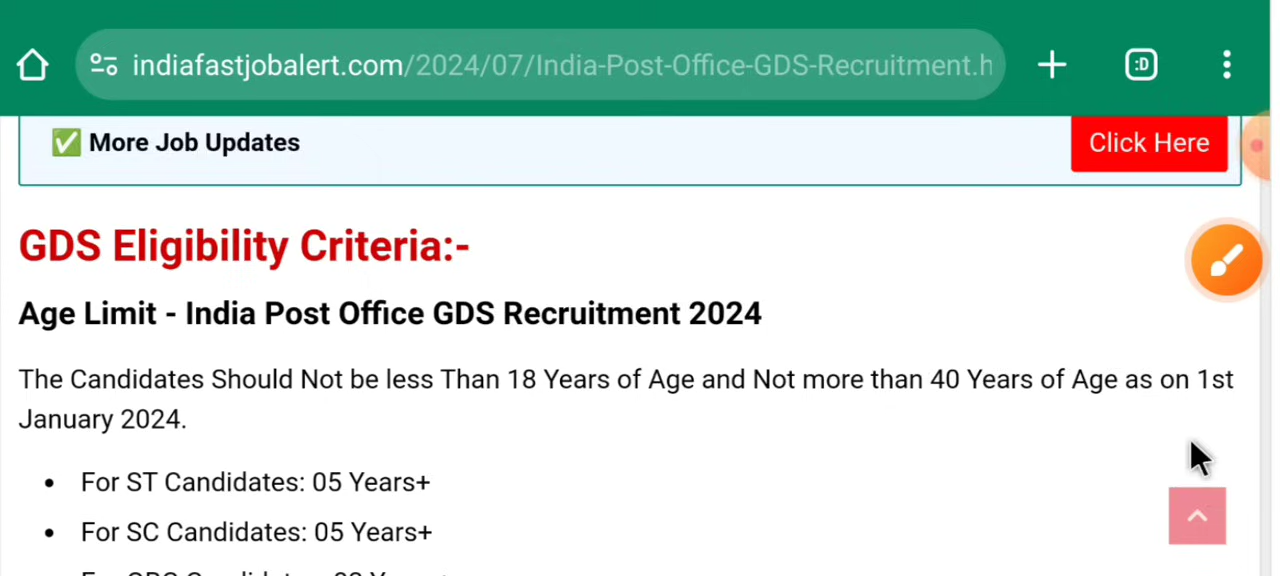 indiafastjobalert.com/2024/07/India-Post-Office-GDS-Recruitment.h
:D
✅ More Job Updates
Click Here
GDS Eligibility Criteria:-
Age Limit - India Post Office GDS Recruitment 2024
The Candidates Should Not be less Than 18 Years of Age and Not more than 40 Years of Age as on 1st
January 2024.
• For ST Candidates: 05 Years+
• For SC Candidates: 05 Years+